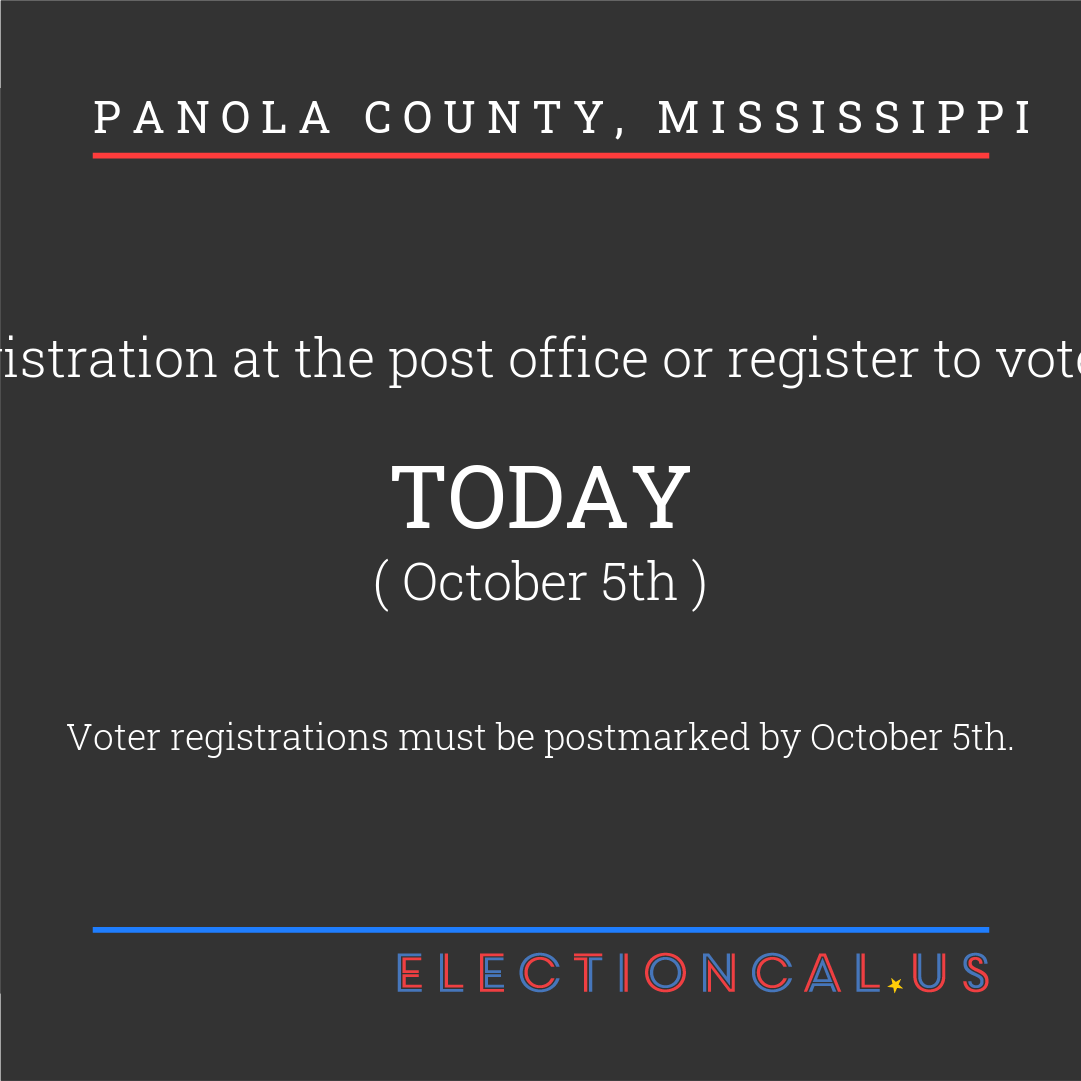 PANOLA COUNTY, MISSISSIPPI
istration at the post office or register to vote
TODAY
( October 5th )
Voter registrations must be postmarked by October 5th.
ELECTIONCAL.US